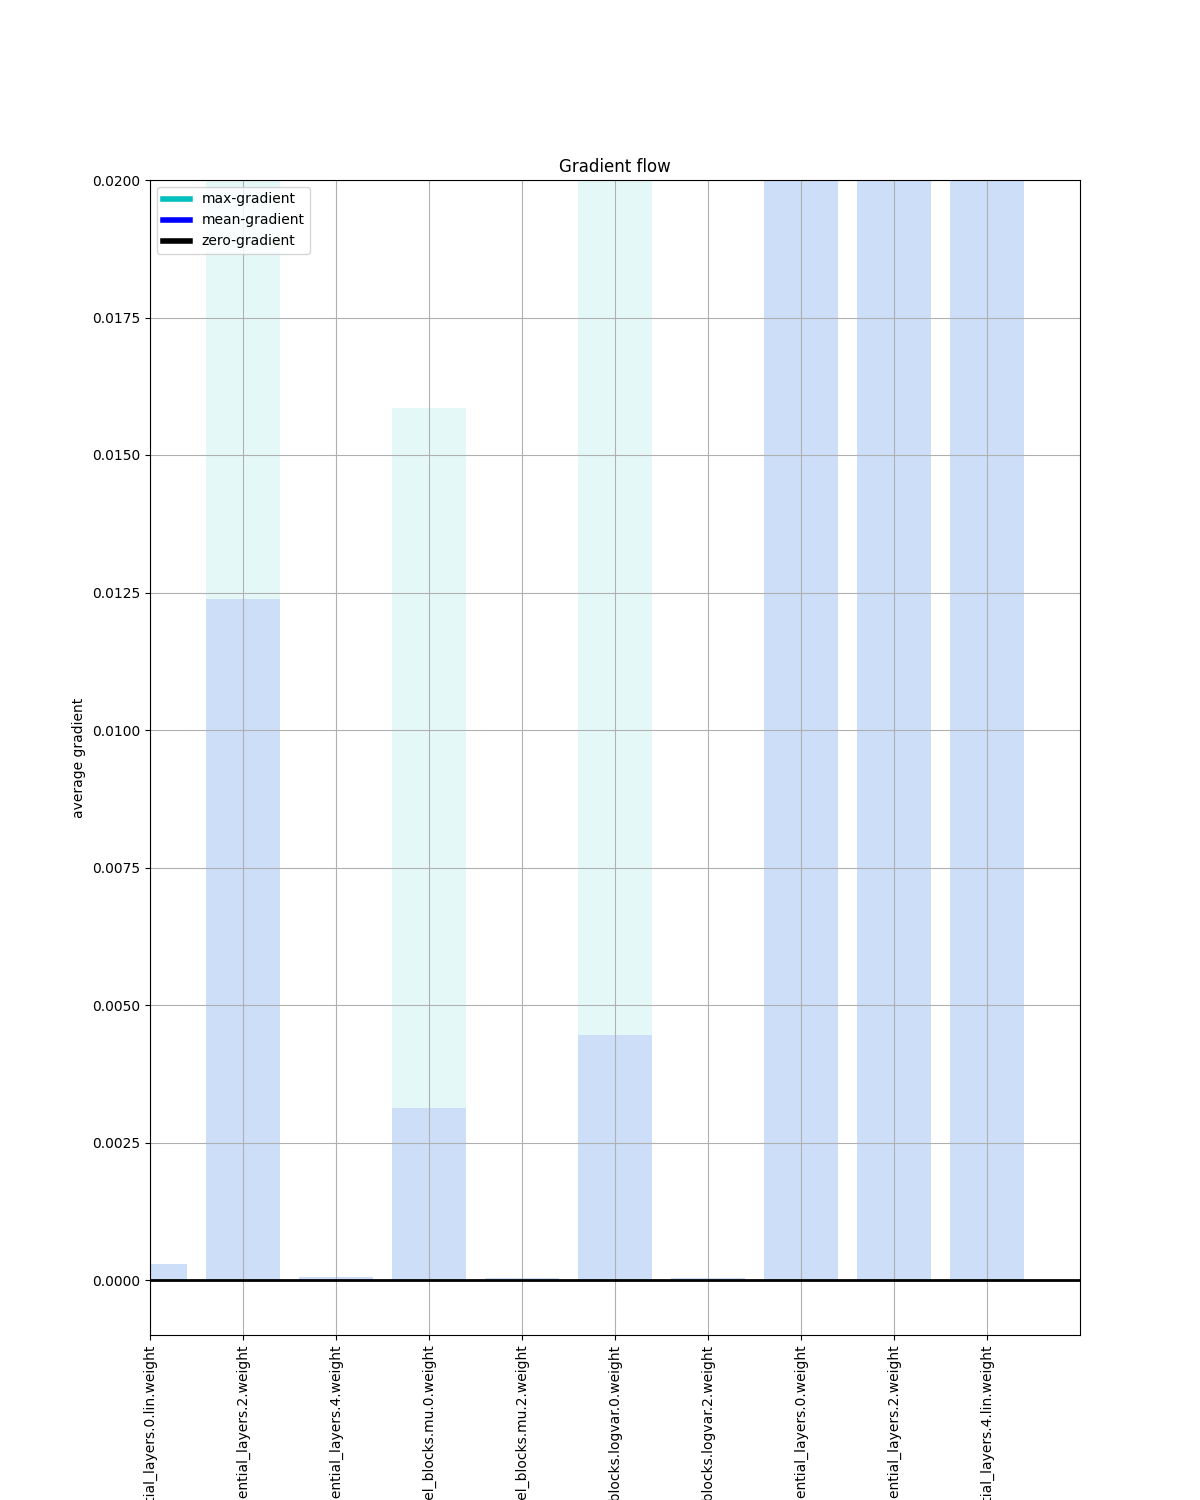 Gradient flow
max-gradient
mean-gradient
zero-gradient
average gradient
0.0200
0.0175
0.0150
0.0125
0.0100
0.0075
0.0050
0.0025
0.0000
tial_layers.0.lin.weight
ential_layers.2.weight
ential_layers.4.weight
el_blocks.mu.0.weight
el_blocks.mu.2.weight
blocks.logvar.0.weight
blocks.logvar.2.weight
ential_layers.0.weight
ential_layers.2.weight
tial_layers.4.lin.weight